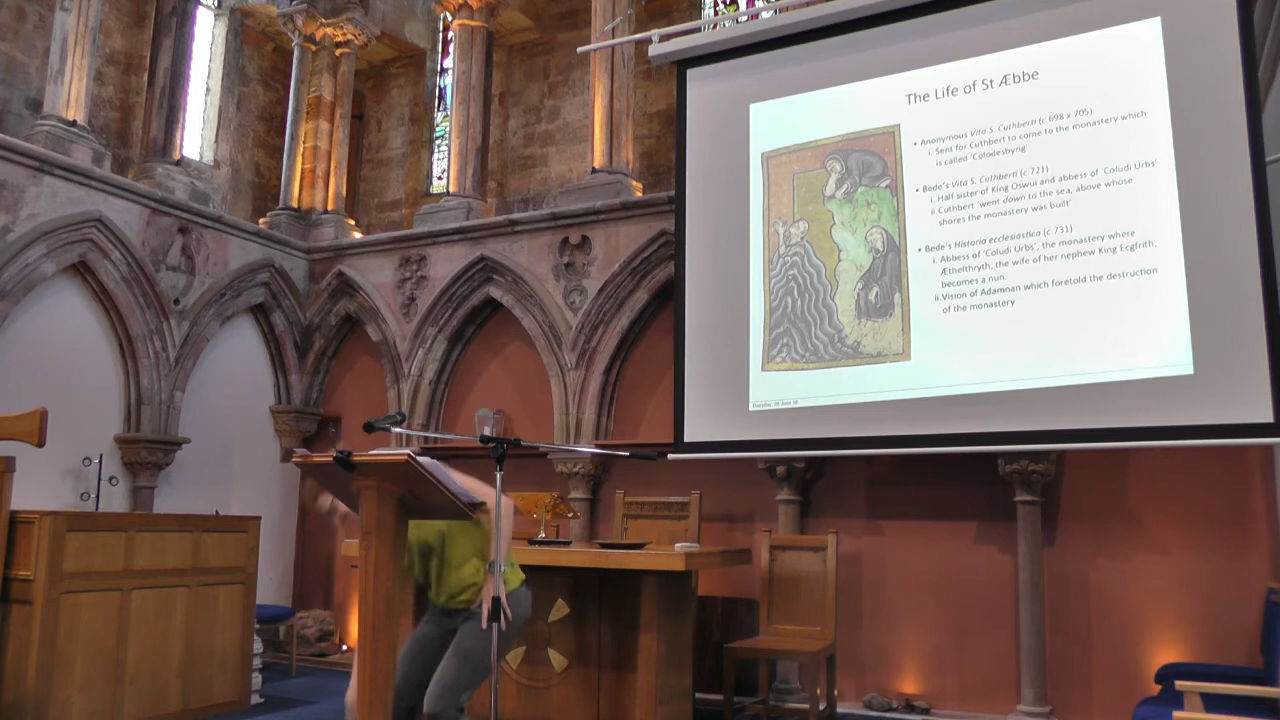 The Life of St Æbbe
• Anonymous Vita S. Cuthberti (c.698 x 705)
i. Sent for Cuthbert to come to the monastery which
is called 'Colodesbyrig'
• Bede's Vita S. Cuthberti (c.721)
i. Half sister of King Oswui and abbess of 'Coludi Urbs'
ii. Cuthbert 'went down to the sea, above whose
shores the monastery was built'
• Bede's Historia ecclesiastica (c.731)
i. Abbess of 'Coludi Urbs', the monastery where
Æthelthryth, the wife of her nephew King Ecgfrith,
becomes a nun.
ii. Vision of Adamnan which foretold the destruction
of the monastery